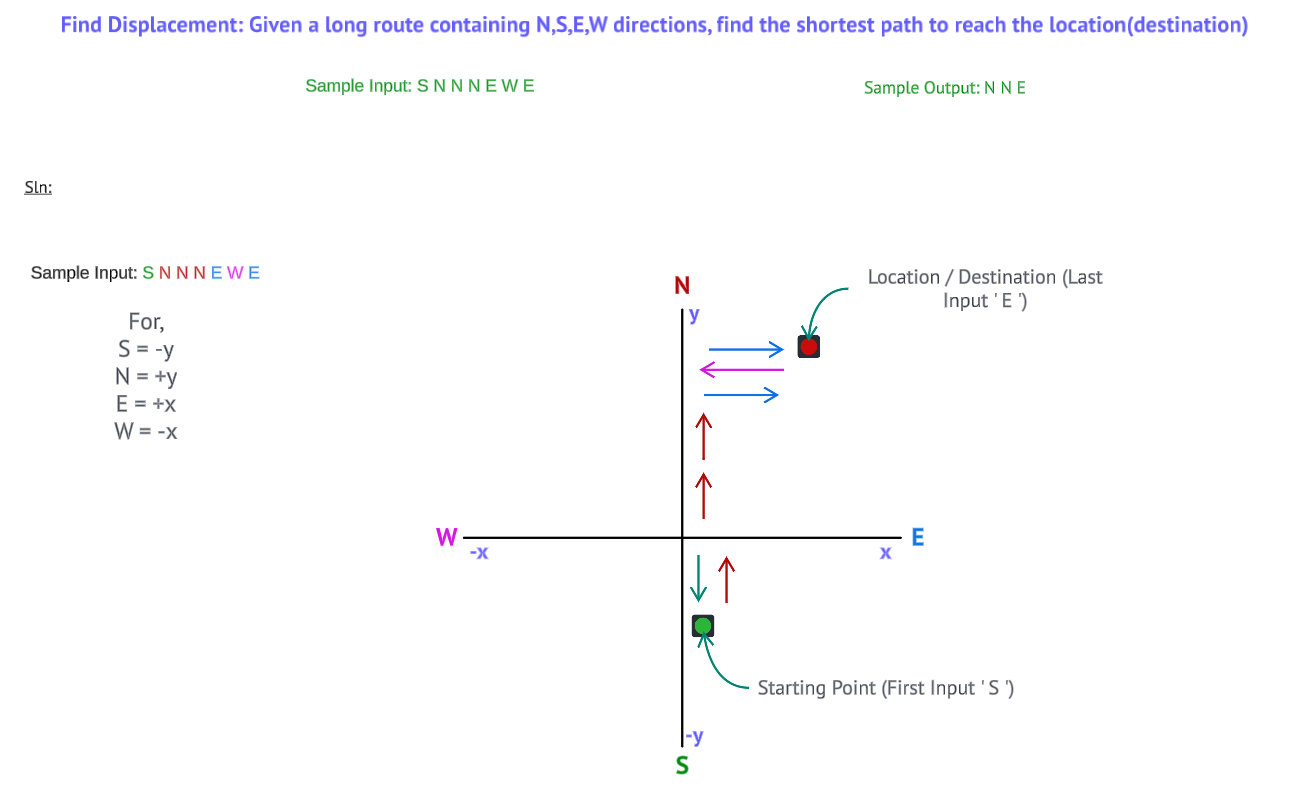 Find Displacement: Given a long route containing N,S,E,W directions, find the shortest path to reach the location(destination)
Sample Input: S N N N E W E
Sample Output: N N E
Sln:
Sample Input: S N N N E W E
For,
S = -y
N = +y
E = +x
W = -x
N
y
Location / Destination (Last
Input ' E ')
W
-x
x
E
Starting Point (First Input ' S ')
-y
S